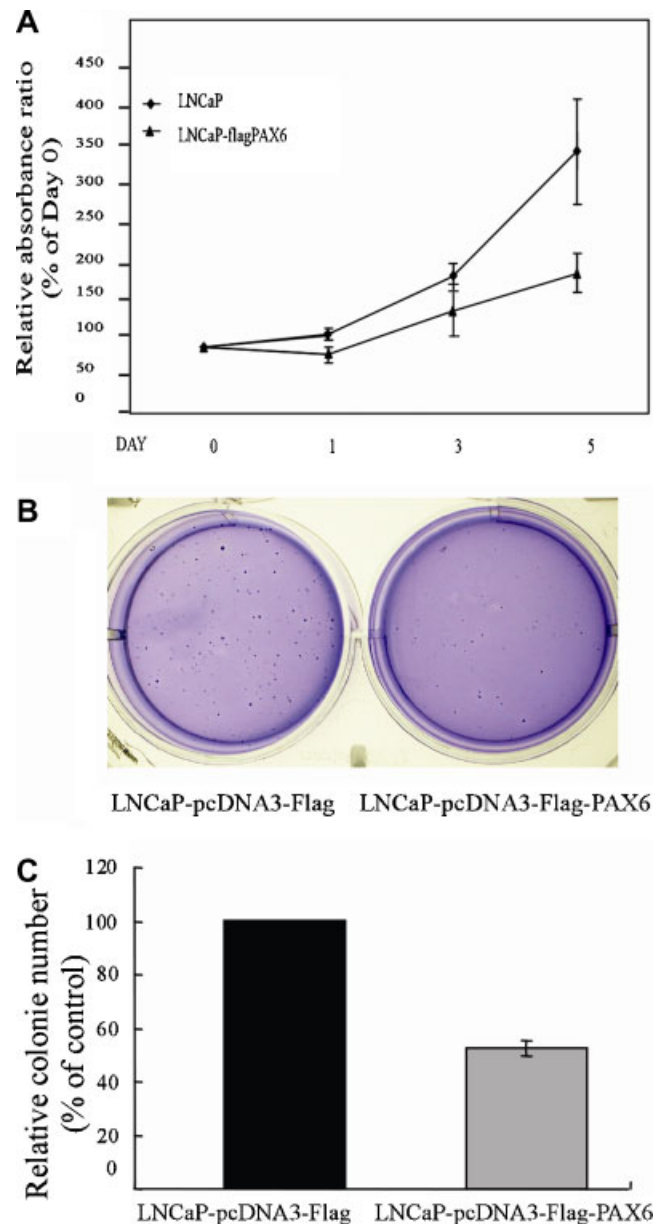 A
Relative absorbance ratio
(% of Day 0)
450
400
350
300
250
200
150
100
50
0
LNCaP
LNCaP-flagPAX6
DAY 0 1 3 5
B
LNCaP-pcDNA3-Flag LNCaP-pcDNA3-Flag-PAX6
C
Relative colonie number
(% of control)
120
100
80
60
40
20
0
LNCaP-pcDNA3-Flag LNCaP-pcDNA3-Flag-PAX6